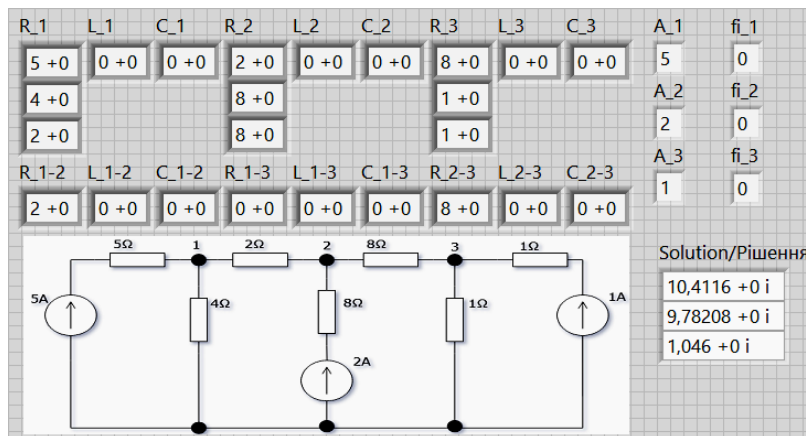 R_1 L_1 C_1 R_2 L_2 C_2 R_3 L_3 C_3 A_1 fi_1
5 +0 0 +0 0 +0 2 +0 0 +0 0 +0 8 +0 0 +0 0 +0 5 0
4 +0 8 +0 1 +0 A_2 fi_2
2 +0 8 +0 1 +0 2 0
R_1-2 L_1-2 C_1-2 R_1-3 L_1-3 C_1-3 R_2-3 L_2-3 C_2-3 A_3 fi_3
2 +0 0 +0 0 +0 0 +0 0 +0 0 +0 8 +0 0 +0 0 +0 1 0
5Ω 1 2Ω 2 8Ω 3 1Ω
Solution/Рішення
5A 4Ω 8Ω 1Ω 1A
10,4116 +0 i
9,78208 +0 i
1,046 +0 i
2A